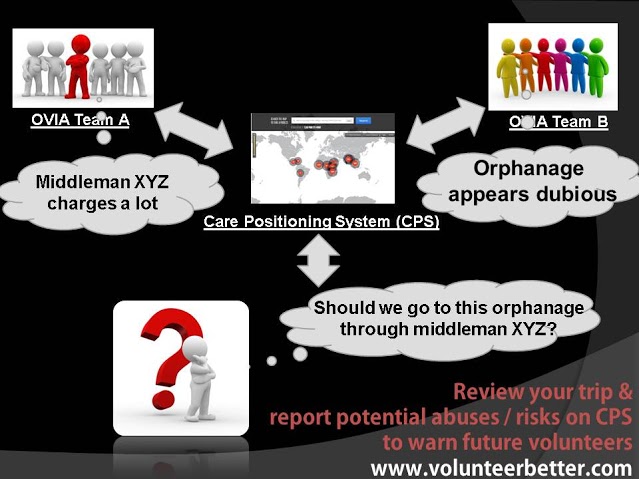 OVIA Team A
OVIA Team B
Middleman XYZ
charges a lot
Orphanage
appears dubious
Care Positioning System (CPS)
Should we go to this orphanage
through middleman XYZ?
Review your trip &
report potential abuses / risks on CPS
to warn future volunteers
www.volunteerbetter.com